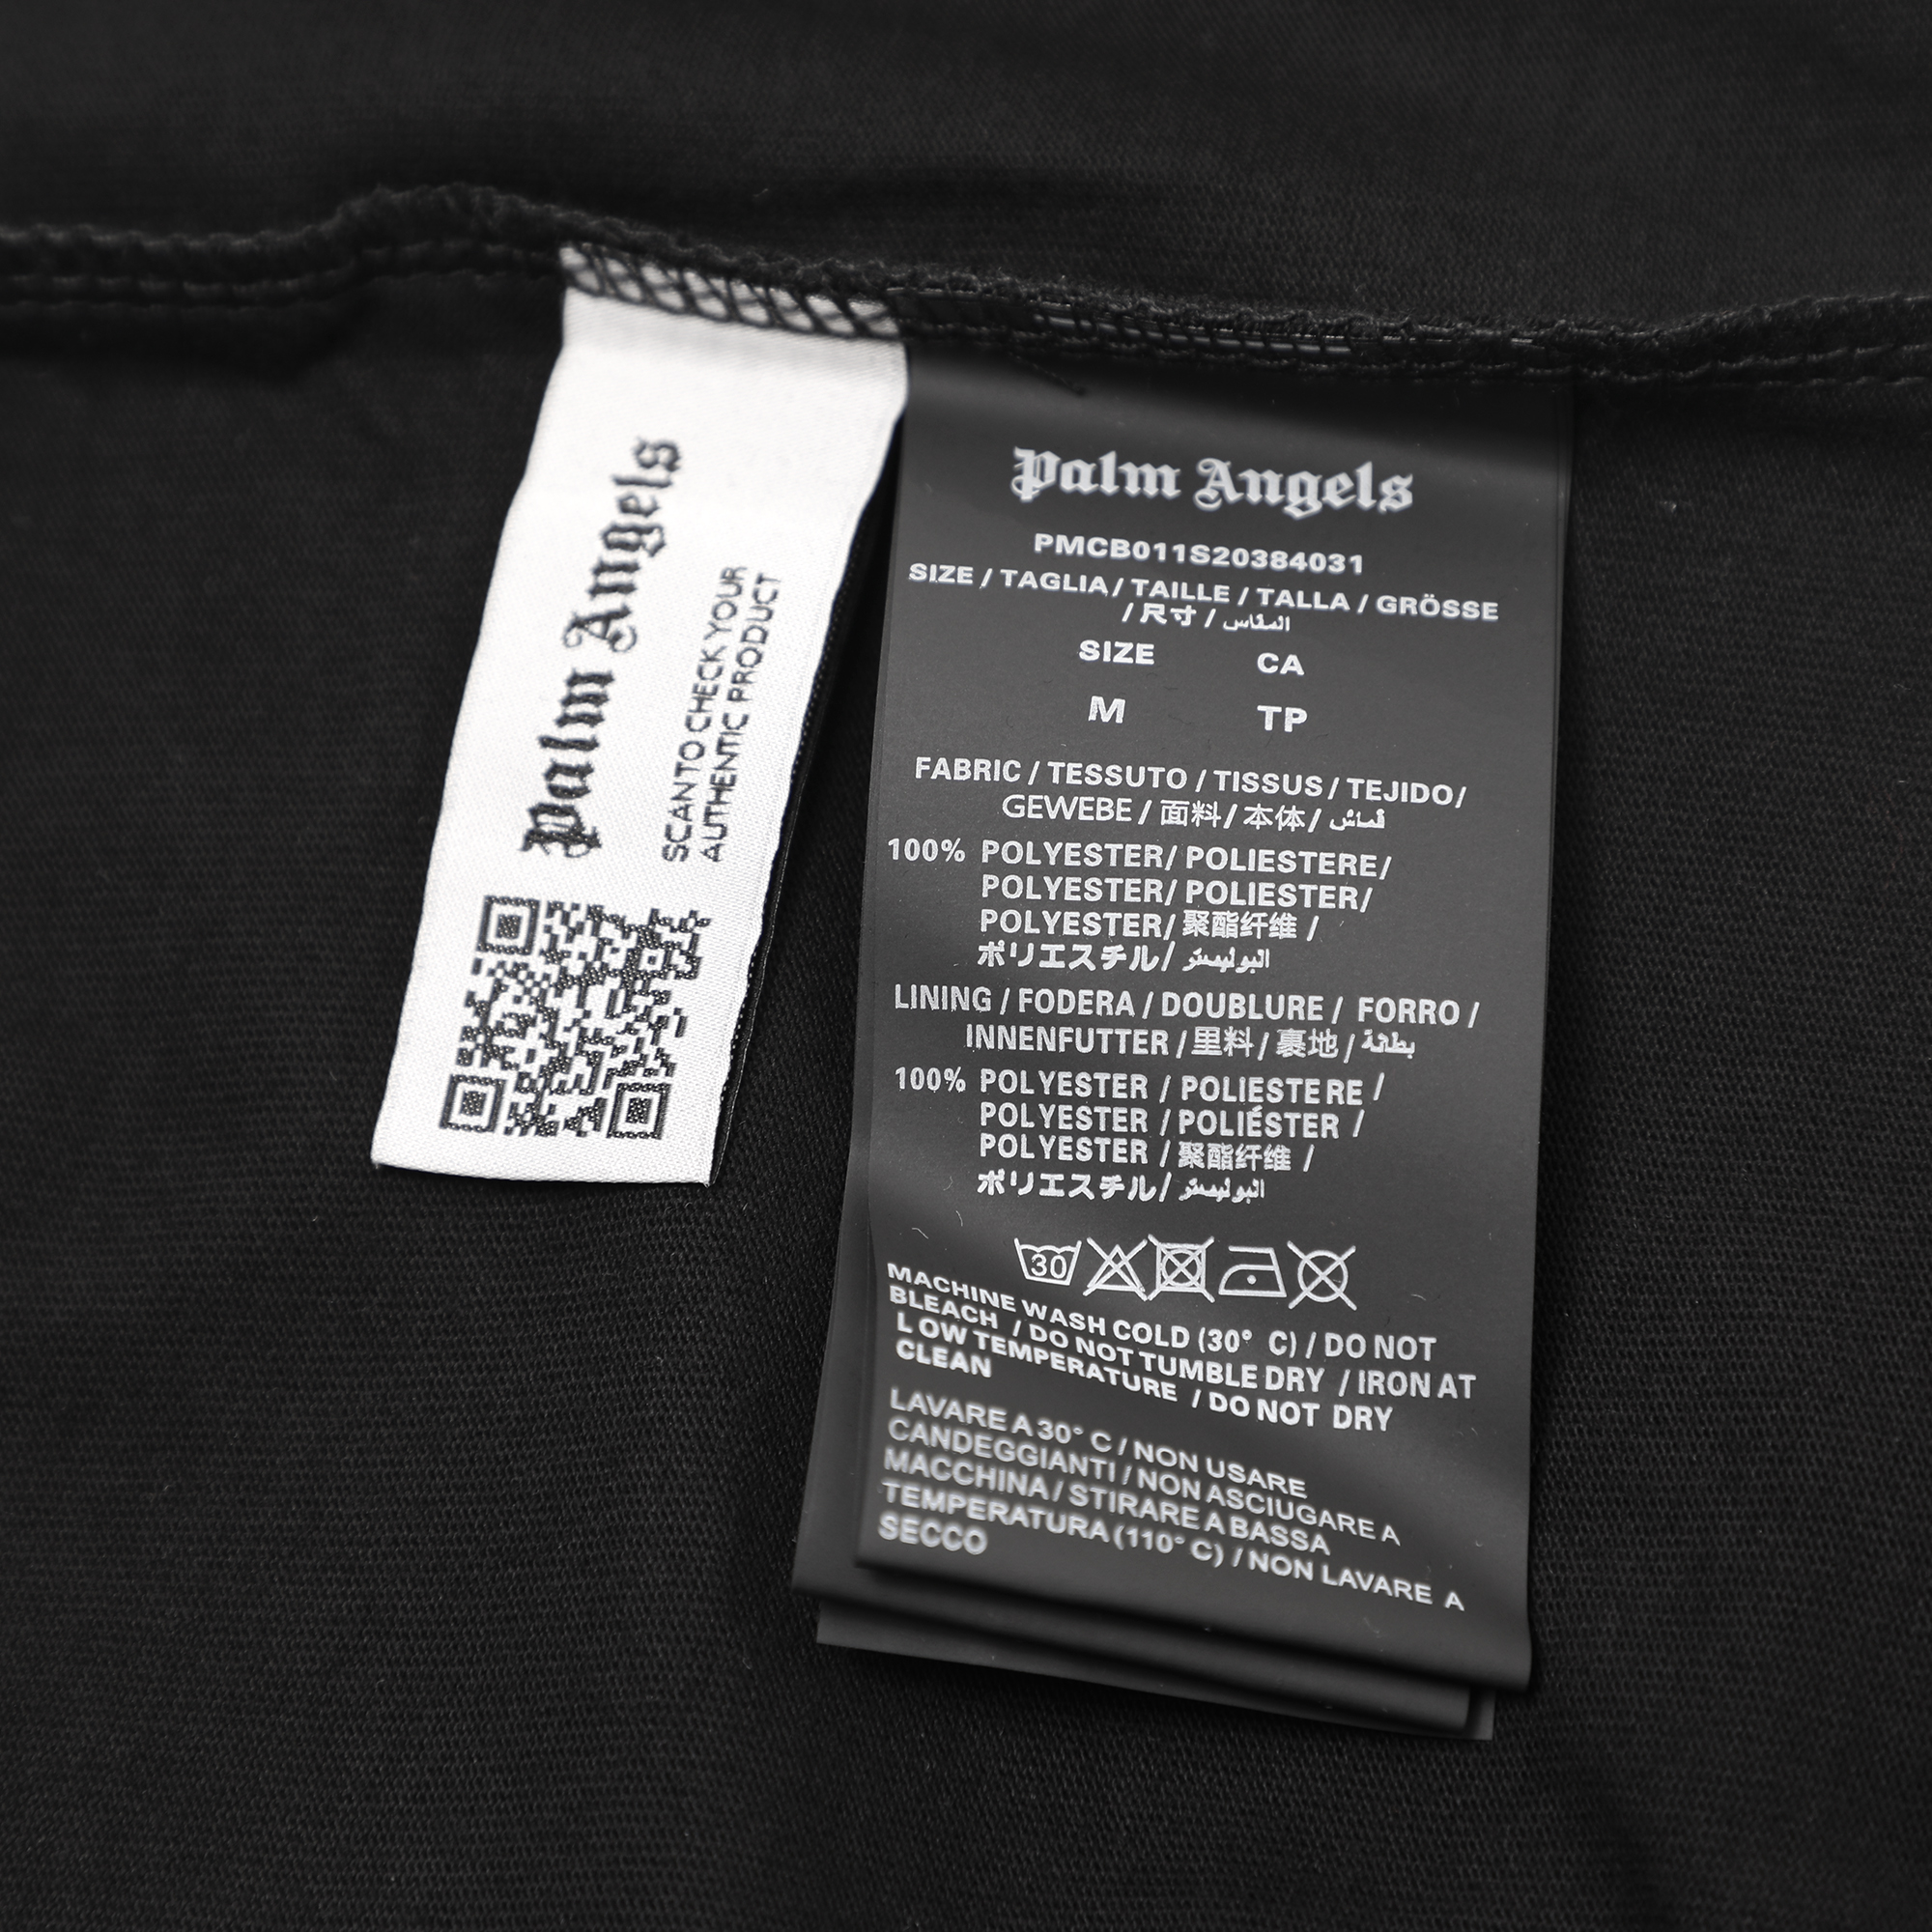 Palm Angels
SCAN TO CHECK YOUR
AUTHENTIC PRODUCT
Palm Angels
PMCB011S20384031
SIZE / TAGLIA / TAILLE / TALLA / GRÖSSE
/ 尺寸 / المقاس
SIZE CA
M TP
FABRIC / TESSUTO / TISSUS / TEJIDO/
GEWEBE / 面料 / 本体 / قماش
100% POLYESTER/ POLIESTERE/
POLYESTER/ POLIESTER/
POLYESTER/ 聚酯纤维 /
ポリエスチル/ البوليستر
LINING / FODERA / DOUBLURE / FORRO /
INNENFUTTER / 里料 / 裏地 / بطانة
100% POLYESTER / POLIESTERE /
POLYESTER / POLIÉSTER /
POLYESTER / 聚酯纤维 /
ポリエスチル/ البوليستر
30
MACHINE WASH COLD (30° C) / DO NOT
BLEACH / DO NOT TUMBLE DRY / IRON AT
LOW TEMPERATURE / DO NOT DRY
CLEAN
LAVARE A 30° C / NON USARE
CANDEGGIANTI / NON ASCIUGARE A
MACCHINA / STIRARE A BASSA
TEMPERATURA (110° C) / NON LAVARE A
SECCO